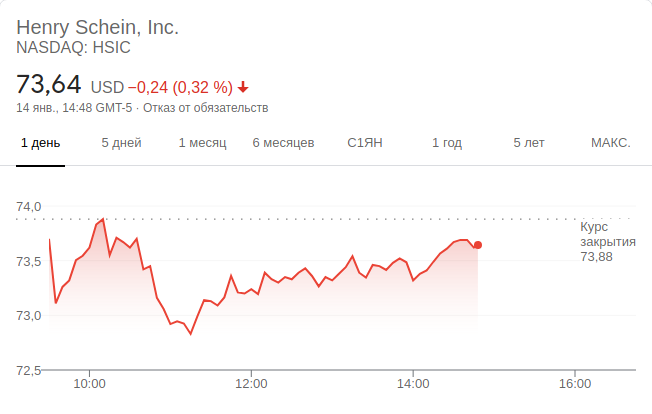 Henry Schein, Inc.
NASDAQ: HSIC
73,64 USD −0,24 (0,32 %)
14 янв., 14:48 GMT-5 · Отказ от обязательств
1 день 5 дней 1 месяц 6 месяцев С1ЯН 1 год 5 лет МАКС.
74,0
Курс
закрытия
73,88
73,5
73,0
72,5
10:00 12:00 14:00 16:00